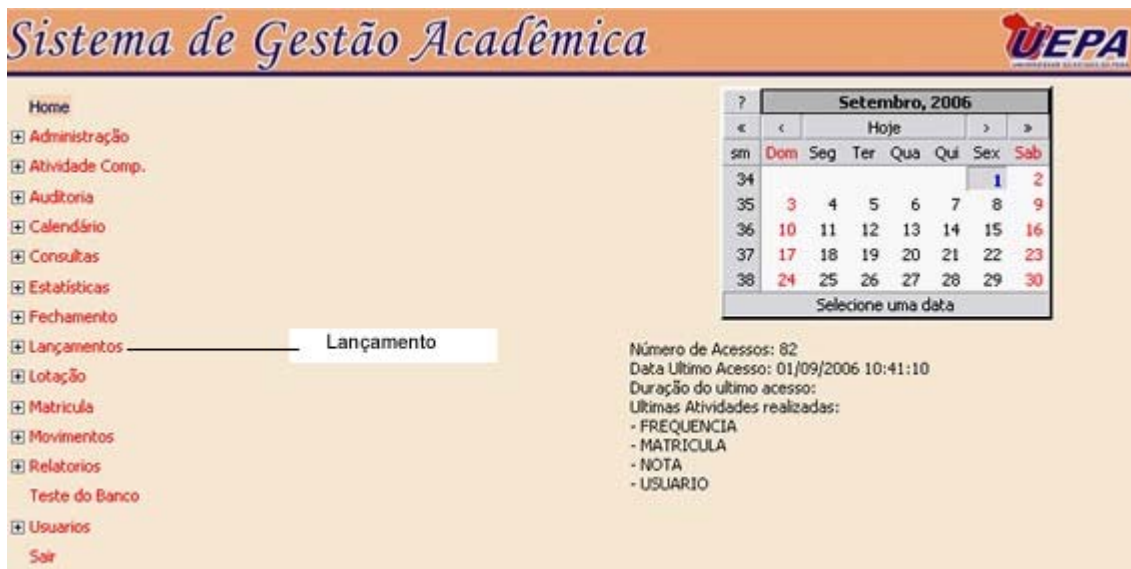 Sistema de Gestão Acadêmica
UEPA
Home
Administração
Atividade Comp.
Auditoria
Calendário
Consultas
Estatísticas
Fechamento
Lançamentos
Lançamento
Lotação
Matricula
Movimentos
Relatorios
Teste do Banco
Usuarios
Sair
? Setembro, 2006
« ‹ Hoje › »
sm Dom Seg Ter Qua Qui Sex Sab
34 1 2
35 3 4 5 6 7 8 9
36 10 11 12 13 14 15 16
37 17 18 19 20 21 22 23
38 24 25 26 27 28 29 30
Selecione uma data
Número de Acessos: 82
Data Ultimo Acesso: 01/09/2006 10:41:10
Duração do ultimo acesso:
Ultimas Atividades realizadas:
- FREQUENCIA
- MATRICULA
- NOTA
- USUARIO